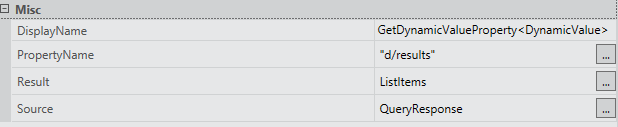 Misc
DisplayName GetDynamicValueProperty<DynamicValue>
PropertyName "d/results" ...
Result ListItems ...
Source QueryResponse ...